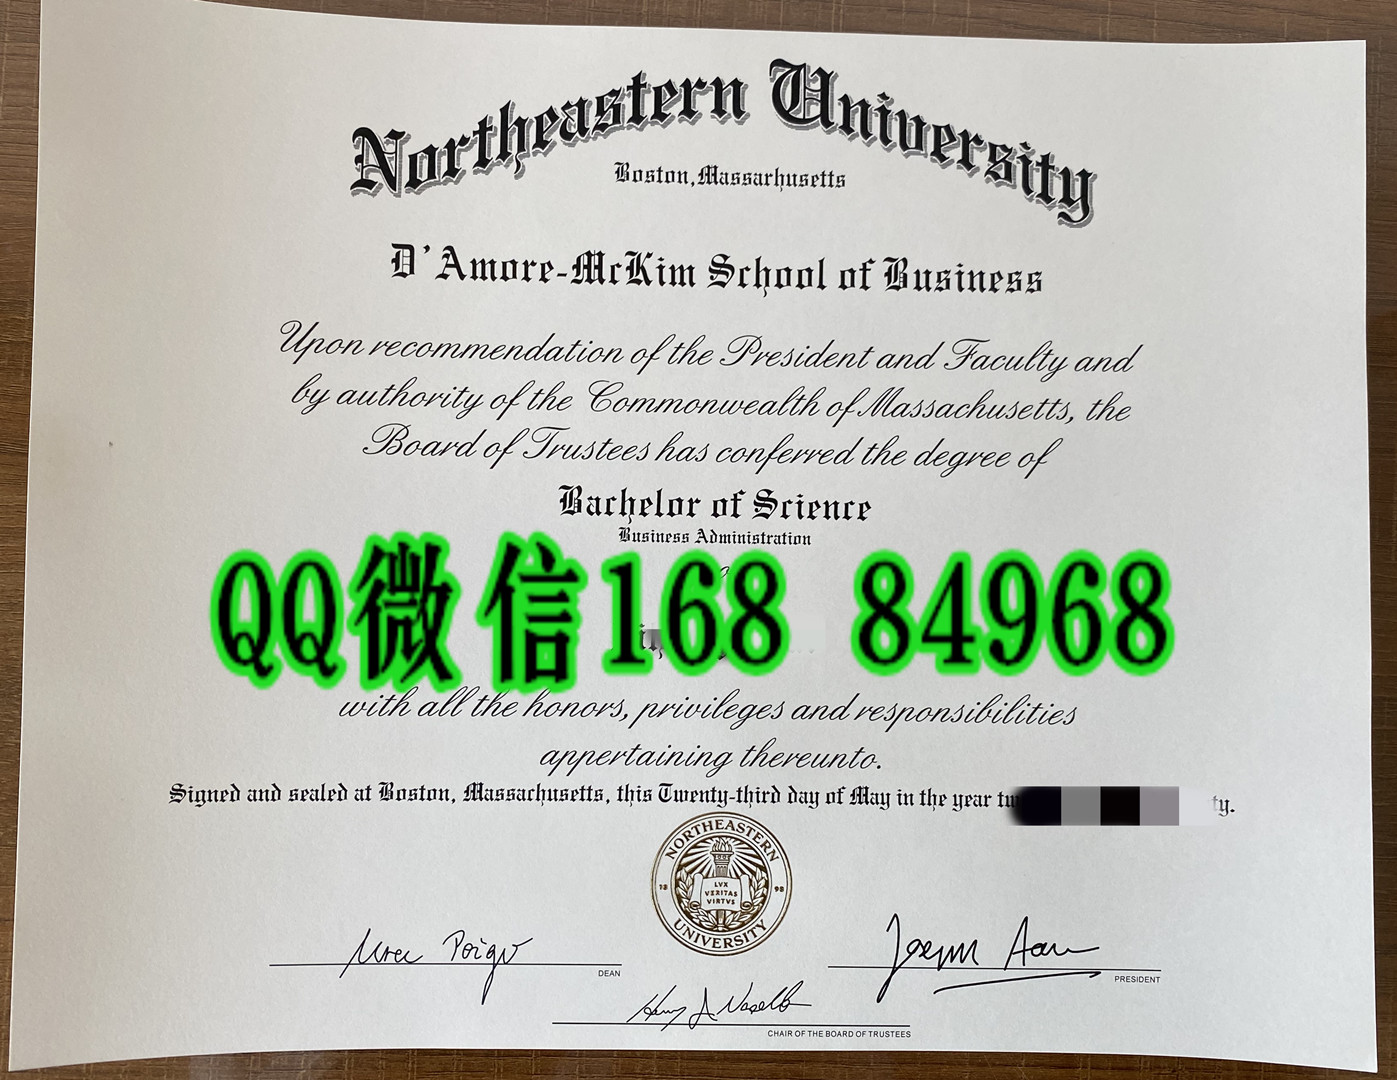 Northeastern University
Boston, Massachusetts
D'Amore-McKim School of Business
Upon recommendation of the President and Faculty and
by authority of the Commonwealth of Massachusetts, the
Board of Trustees has conferred the degree of
Bachelor of Science
Business Administration
QQ微信168 84968
with all the honors, privileges and responsibilities
appertaining thereunto.
Signed and sealed at Boston, Massachusetts, this Twenty-third day of May in the year
NORTHEASTERN
18 98
LVX
VERITAS
VIRTVS
UNIVERSITY
DEAN
PRESIDENT
CHAIR OF THE BOARD OF TRUSTEES